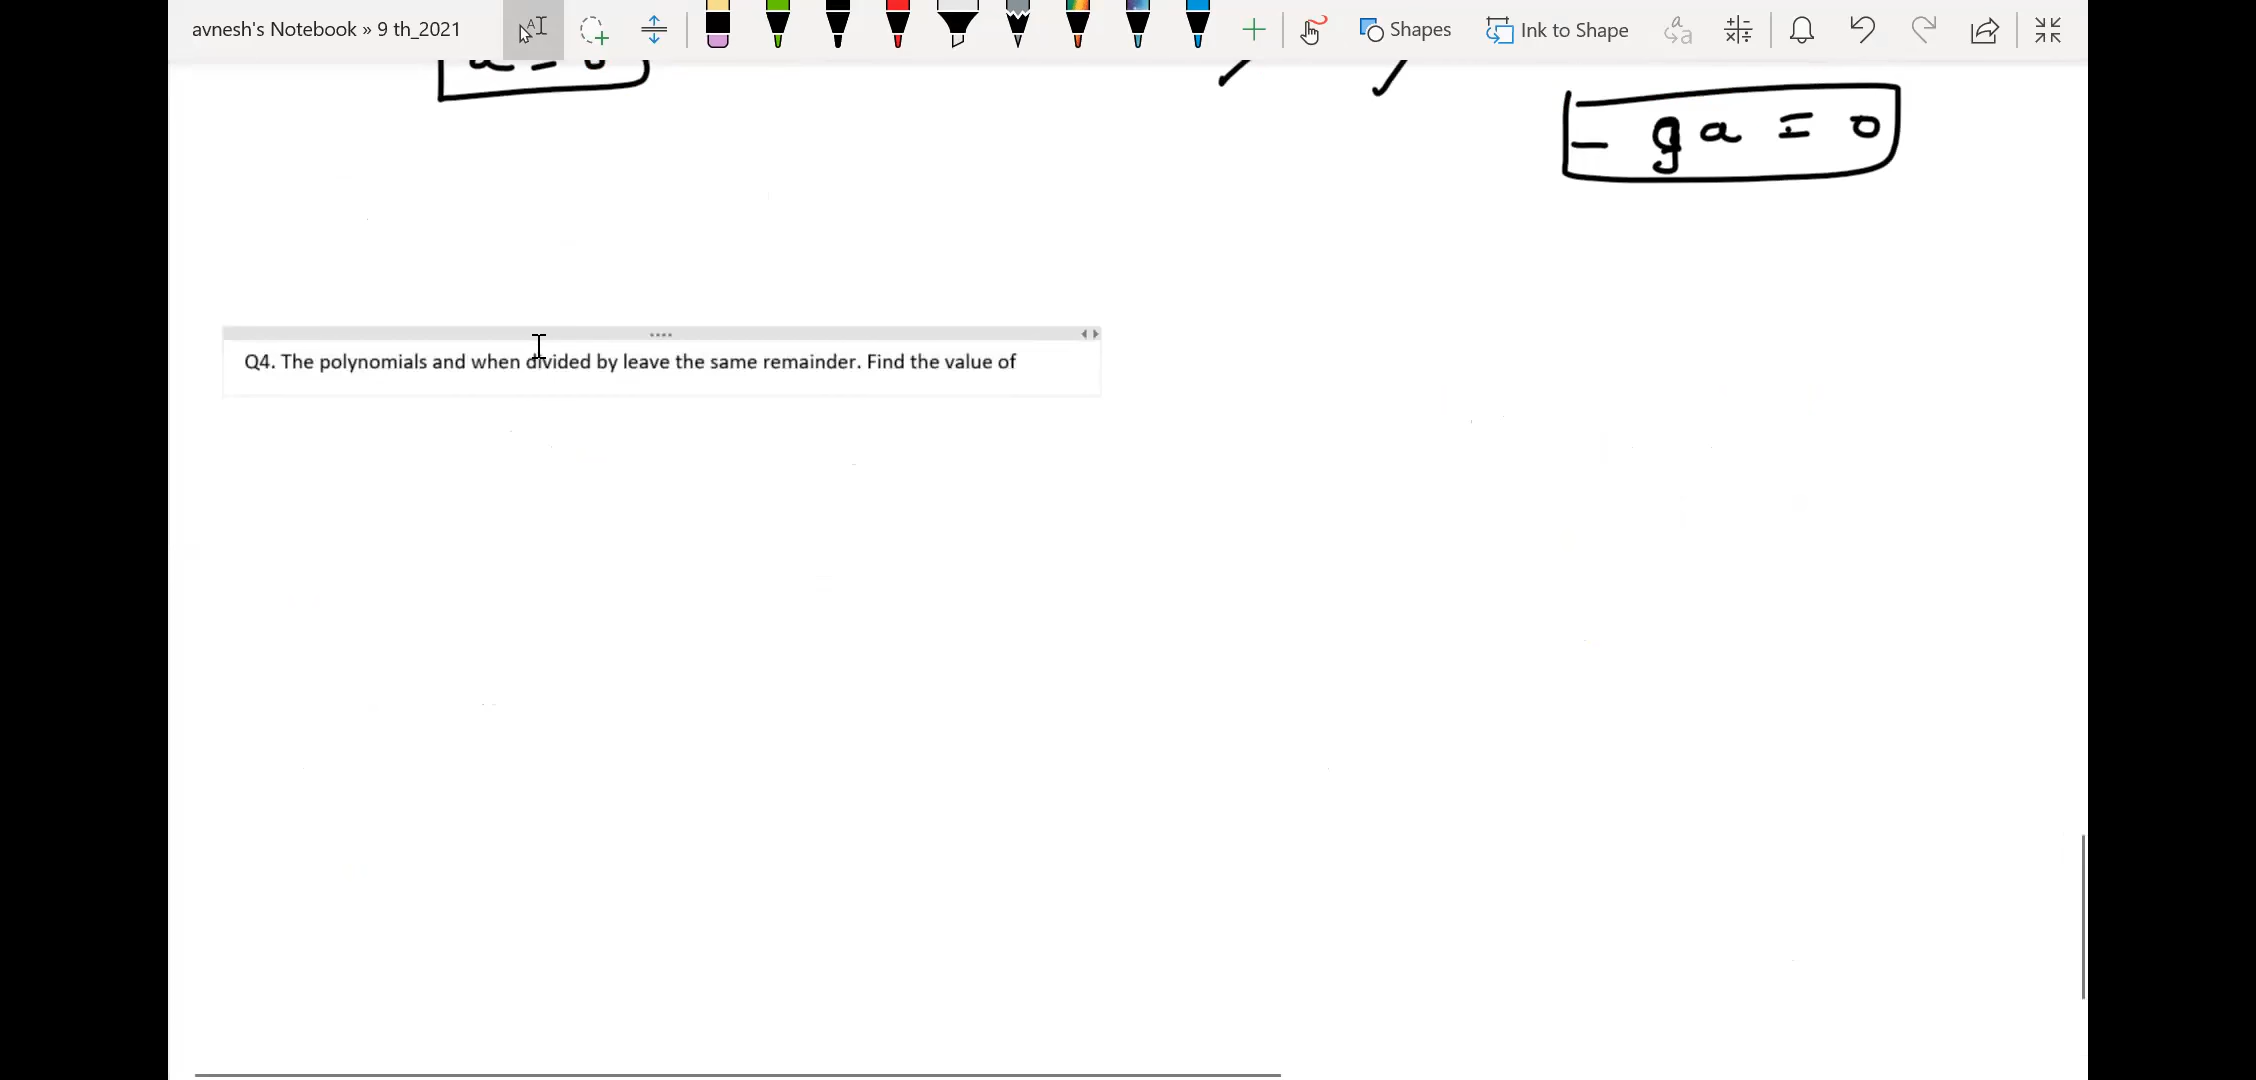 avnesh's Notebook » 9 th_2021
Shapes
Ink to Shape
- 9a = 0
Q4. The polynomials and when divided by leave the same remainder. Find the value of